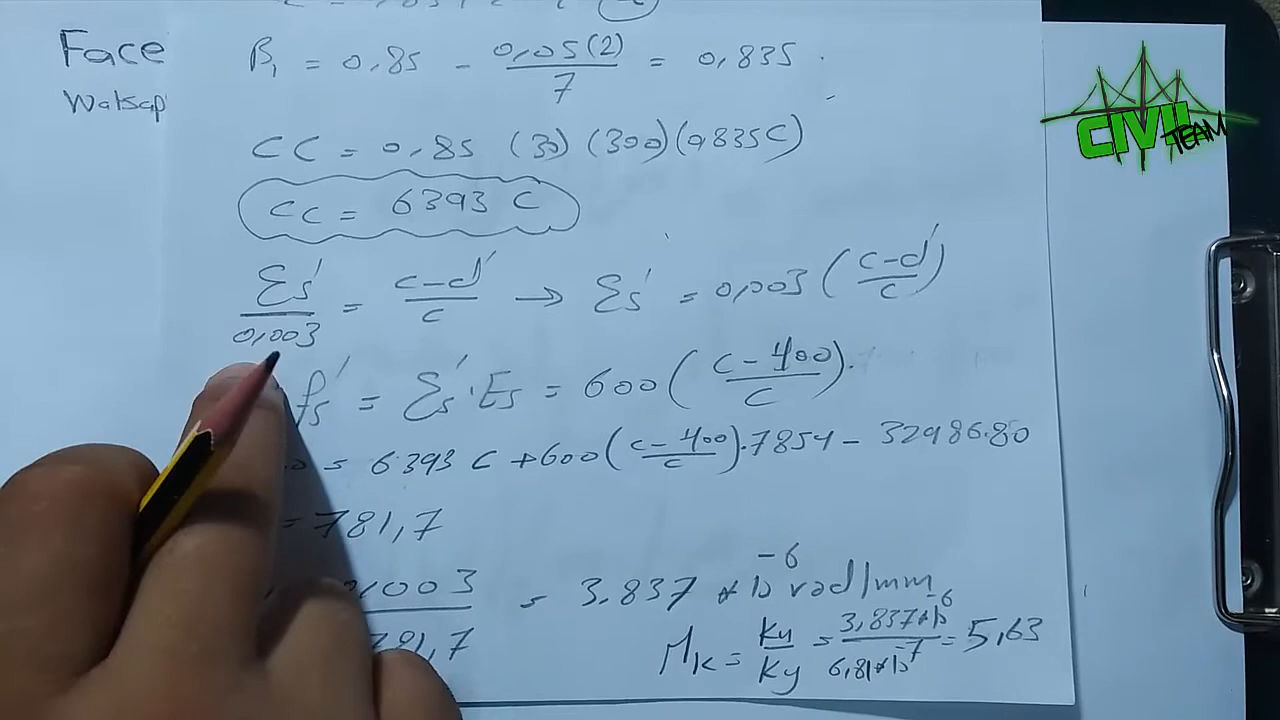 Face
Watsap
β₁ = 0,85 - 0,05(2)/7 = 0,835
CC = 0,85 (30) (300) (0,835C)
CC = 6393 C
Σs'/0,003 = c-d'/c → Σs' = 0,003 (c-d'/c)
fs' = Σs'.Es = 600 (c-400/c).
= 6393 C + 600 (c-400/c).7854 - 32986.80
= 781,7
0,003/781,7 = 3.837 * 10⁻⁶ rad/mm
Mk = ku/ky = 3,837*10⁻⁶/6,81*10⁻⁷ = 5,63
CIVIL
TEAM